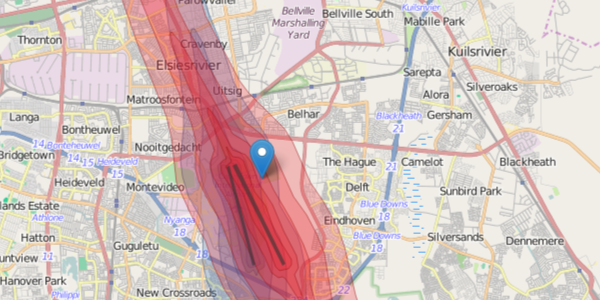 Parowvallei
Bellville South
Kuilsrivier
Mabille Park
Thornton
Cravenby
Bellville
Marshalling
Yard
Kuilsrivier
Elsiesrivier
Sarepta
Uitsig
Silveroaks
Matroosfontein
Alora
Langa
Belhar
Blackheath
21
Gersham
Bontheuwel
14 Bonteheuwel
14
Nooitgedacht
Bridgetown
15
Heideveld
The Hague
Camelot
Blackheath
Heideveld
Montevideo
Delft
Sunbird Park
Blue Downs
18
lands Estate
Athlone
Nyanga
18
Eindhoven
Hatton
11
Guguletu
18
Blue Downs
18
Silversands
Dennemere
untview
Hanover Park
Philippi
New Crossroads
22